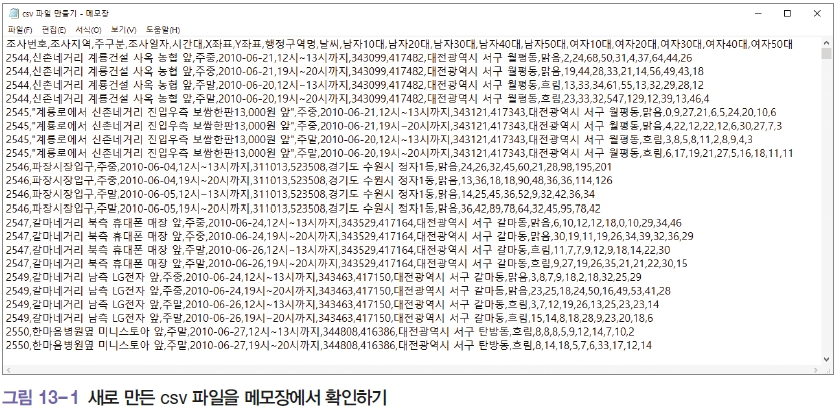 csv 파일 만들기 - 메모장
파일(F) 편집(E) 서식(O) 보기(V) 도움말(H)
조사번호,조사지역,주구분,조사일자,시간대,X좌표,Y좌표,행정구역명,날씨,남자10대,남자20대,남자30대,남자40대,남자50대,여자10대,여자20대,여자30대,여자40대,여자50대
2544,신촌네거리 계룡건설 사옥 농협 앞,주중,2010-06-21,12시~13시까지,343099,417482,대전광역시 서구 월평동,맑음,2,24,68,50,31,4,37,64,44,26
2544,신촌네거리 계룡건설 사옥 농협 앞,주중,2010-06-21,19시~20시까지,343099,417482,대전광역시 서구 월평동,맑음,19,44,28,33,21,14,56,49,43,18
2544,신촌네거리 계룡건설 사옥 농협 앞,주말,2010-06-20,12시~13시까지,343099,417482,대전광역시 서구 월평동,흐림,13,33,34,61,55,13,32,29,28,12
2544,신촌네거리 계룡건설 사옥 농협 앞,주말,2010-06-20,19시~20시까지,343099,417482,대전광역시 서구 월평동,흐림,23,33,32,547,129,12,39,13,46,4
2545,"계룡로에서 신촌네거리 진입우측 보쌈한판13,000원 앞",주중,2010-06-21,12시~13시까지,343121,417343,대전광역시 서구 월평동,맑음,0,9,27,21,6,5,24,20,10,6
2545,"계룡로에서 신촌네거리 진입우측 보쌈한판13,000원 앞",주중,2010-06-21,19시~20시까지,343121,417343,대전광역시 서구 월평동,맑음,4,22,12,22,12,6,30,27,7,3
2545,"계룡로에서 신촌네거리 진입우측 보쌈한판13,000원 앞",주말,2010-06-20,12시~13시까지,343121,417343,대전광역시 서구 월평동,흐림,3,8,5,8,11,2,8,9,4,3
2545,"계룡로에서 신촌네거리 진입우측 보쌈한판13,000원 앞",주말,2010-06-20,19시~20시까지,343121,417343,대전광역시 서구 월평동,흐림,6,17,19,21,27,5,16,18,11,11
2546,파장시장입구,주중,2010-06-04,12시~13시까지,311013,523508,경기도 수원시 정자1동,맑음,24,26,32,45,60,21,28,98,195,201
2546,파장시장입구,주중,2010-06-04,19시~20시까지,311013,523508,경기도 수원시 정자1동,맑음,13,36,18,18,90,48,36,36,114,126
2546,파장시장입구,주말,2010-06-05,12시~13시까지,311013,523508,경기도 수원시 정자1동,맑음,14,25,45,36,52,9,32,42,36,34
2546,파장시장입구,주말,2010-06-05,19시~20시까지,311013,523508,경기도 수원시 정자1동,맑음,36,42,89,78,64,32,45,95,78,42
2547,갈마네거리 북측 휴대폰 매장 앞,주중,2010-06-24,12시~13시까지,343529,417164,대전광역시 서구 갈마동,맑음,6,10,12,12,18,0,10,29,34,46
2547,갈마네거리 북측 휴대폰 매장 앞,주중,2010-06-24,19시~20시까지,343529,417164,대전광역시 서구 갈마동,맑음,30,19,11,19,26,34,39,32,36,29
2547,갈마네거리 북측 휴대폰 매장 앞,주말,2010-06-26,12시~13시까지,343529,417164,대전광역시 서구 갈마동,흐림,11,7,7,9,12,9,18,14,22,30
2547,갈마네거리 북측 휴대폰 매장 앞,주말,2010-06-26,19시~20시까지,343529,417164,대전광역시 서구 갈마동,흐림,9,27,19,26,35,21,21,22,30,15
2549,갈마네거리 남측 LG전자 앞,주중,2010-06-24,12시~13시까지,343463,417150,대전광역시 서구 갈마동,맑음,3,8,7,9,18,2,18,32,25,29
2549,갈마네거리 남측 LG전자 앞,주중,2010-06-24,19시~20시까지,343463,417150,대전광역시 서구 갈마동,맑음,23,25,18,24,50,16,49,53,41,28
2549,갈마네거리 남측 LG전자 앞,주말,2010-06-26,12시~13시까지,343463,417150,대전광역시 서구 갈마동,흐림,3,7,12,19,26,13,25,23,23,14
2549,갈마네거리 남측 LG전자 앞,주말,2010-06-26,19시~20시까지,343463,417150,대전광역시 서구 갈마동,흐림,15,14,8,18,28,9,23,20,18,6
2550,한마음병원옆 미니스토아 앞,주말,2010-06-27,12시~13시까지,344808,416386,대전광역시 서구 탄방동,흐림,8,8,8,5,9,12,14,7,10,2
2550,한마음병원옆 미니스토아 앞,주말,2010-06-27,19시~20시까지,344808,416386,대전광역시 서구 탄방동,흐림,8,14,18,5,7,6,33,17,12,14
그림 13-1 새로 만든 csv 파일을 메모장에서 확인하기